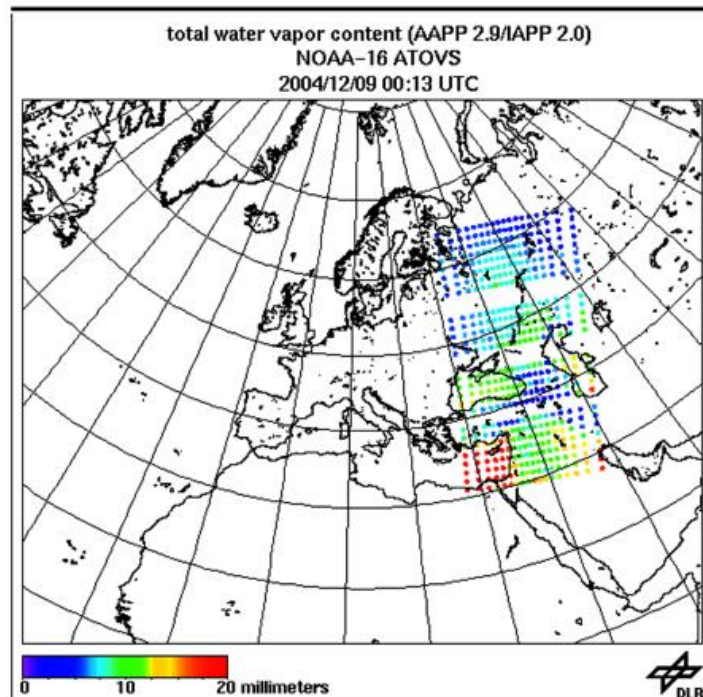 total water vapor content (AAPP 2.9/IAPP 2.0)
NOAA-16 ATOVS
2004/12/09 00:13 UTC
0 10 20 millimeters
DLR